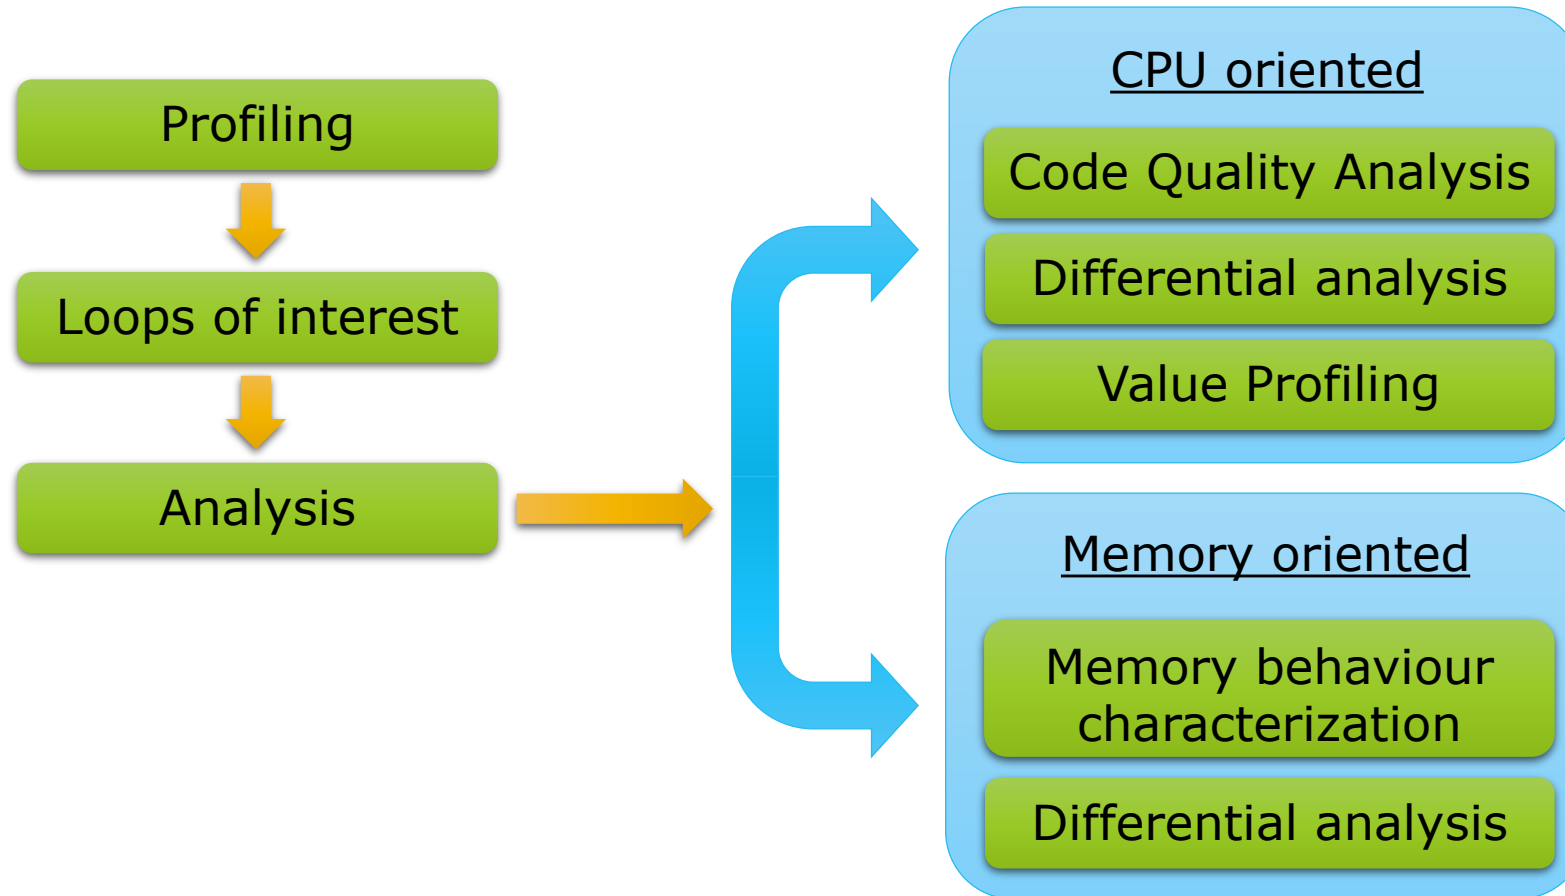 Profiling
Loops of interest
Analysis
CPU oriented
Code Quality Analysis
Differential analysis
Value Profiling
Memory oriented
Memory behaviour
characterization
Differential analysis